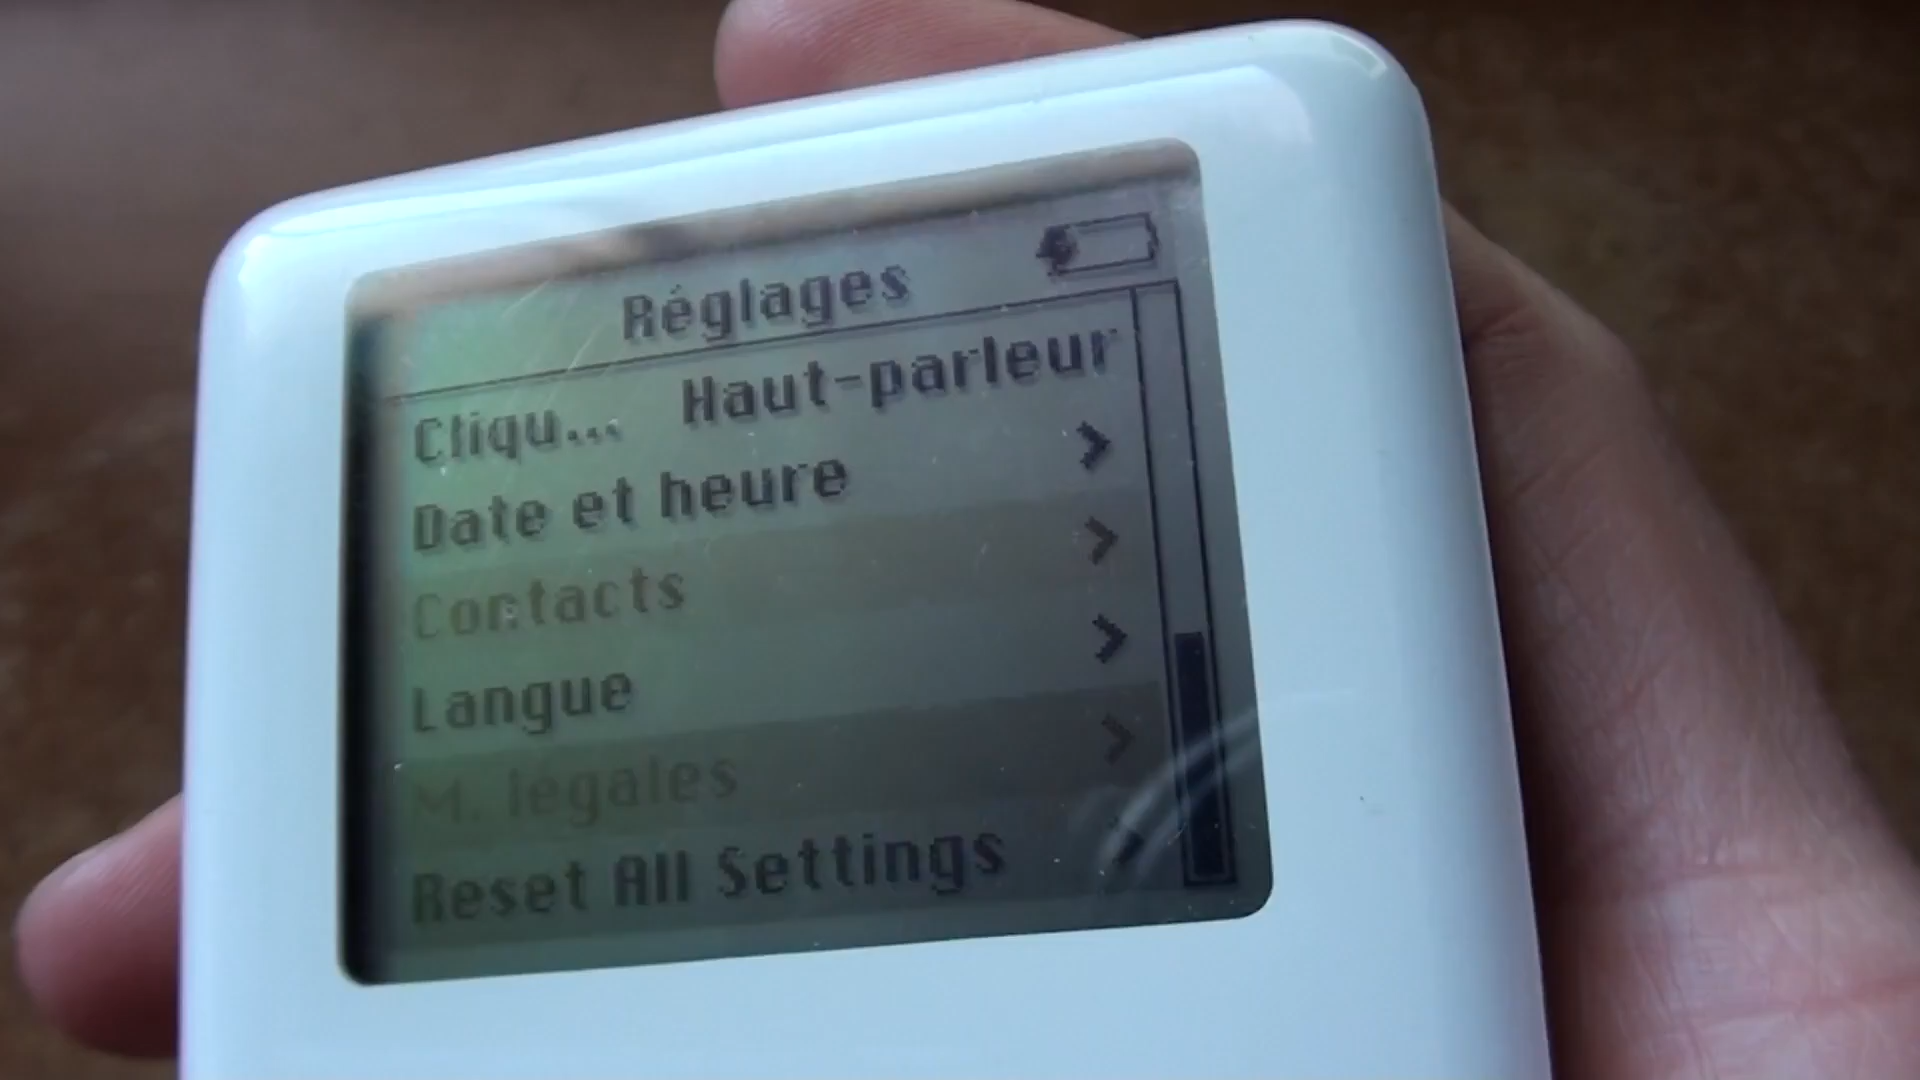 Réglages
Cliqu... Haut-parleur
Date et heure
Contacts
Langue
M. légales
Reset All Settings